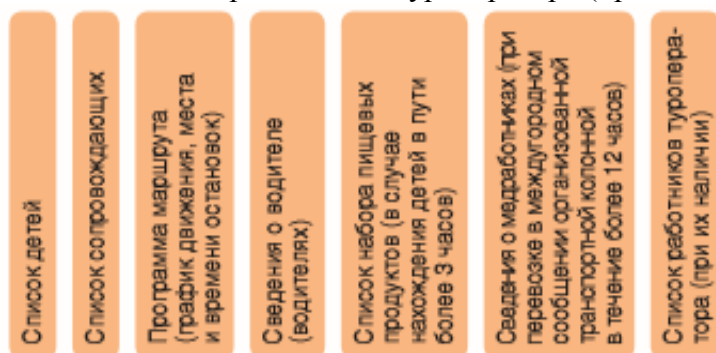 Список детей
Список сопровождающих
Программа маршрута
(график движения, места
и времени остановок)
Сведения о водителе
(водителях)
Список набора пищевых
продуктов (в случае
нахождения детей в пути
более 3 часов)
Сведения о медработниках (при
перевозке в междугородном
сообщении организованной
транспортной колонной
в течение более 12 часов)
Список работников туропера-
тора (при их наличии)